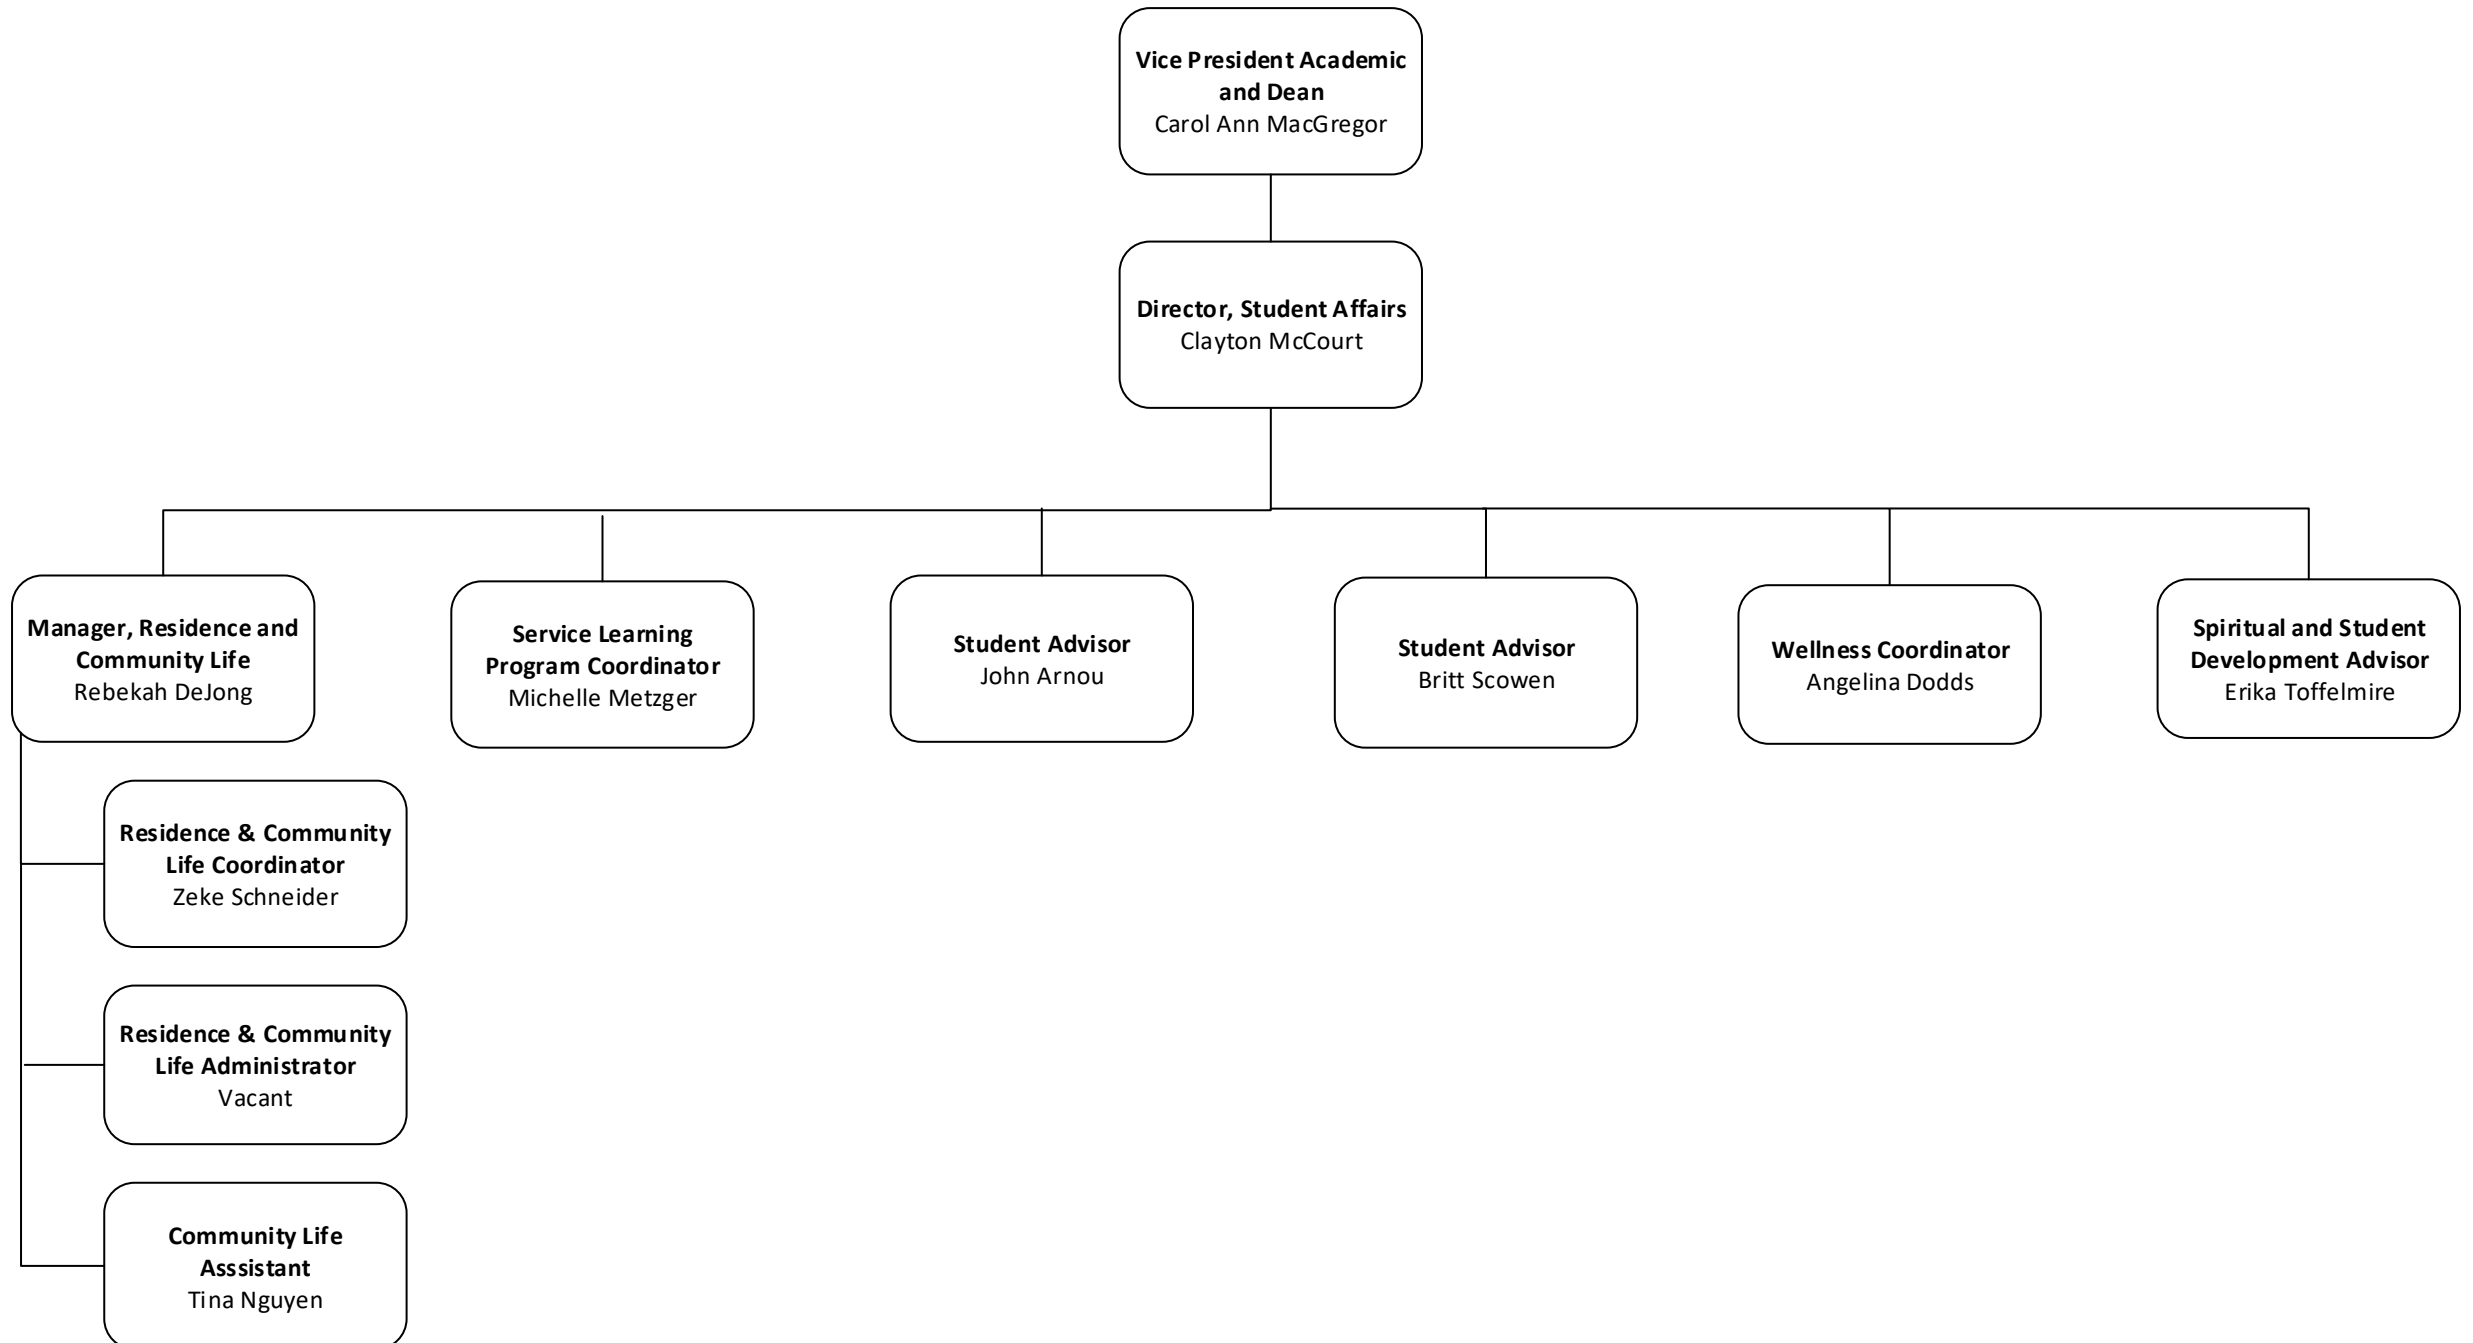 Vice President Academic
and Dean
Carol Ann MacGregor
Director, Student Affairs
Clayton McCourt
Manager, Residence and
Community Life
Rebekah DeJong
Service Learning
Program Coordinator
Michelle Metzger
Student Advisor
John Arnou
Student Advisor
Britt Scowen
Wellness Coordinator
Angelina Dodds
Spiritual and Student
Development Advisor
Erika Toffelmire
Residence & Community
Life Coordinator
Zeke Schneider
Residence & Community
Life Administrator
Vacant
Community Life
Asssistant
Tina Nguyen